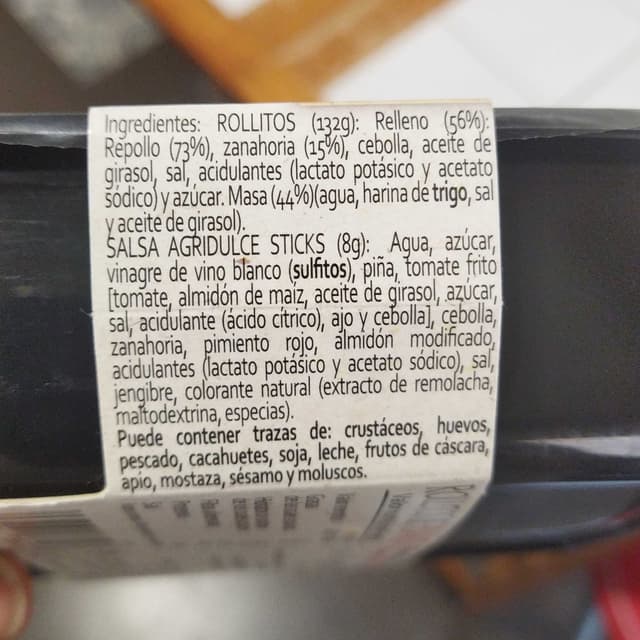 Ingredientes: ROLLITOS (132g): Relleno (56%):
Repollo (73%), zanahoria (15%), cebolla, aceite de
girasol, sal, acidulantes (lactato potásico y acetato
sódico) y azúcar. Masa (44%)(agua, harina de trigo, sal
y aceite de girasol).
SALSA AGRIDULCE STICKS (8g): Agua, azúcar,
vinagre de vino blanco (sulfitos), piña, tomate frito
[tomate, almidón de maíz, aceite de girasol, azúcar,
sal, acidulante (ácido cítrico), ajo y cebolla], cebolla,
zanahoria, pimiento rojo, almidón modificado,
acidulantes (lactato potásico y acetato sódico), sal,
jengibre, colorante natural (extracto de remolacha,
maltodextrina, especias).
Puede contener trazas de: crustáceos, huevos,
pescado, cacahuetes, soja, leche, frutos de cáscara,
apio, mostaza, sésamo y moluscos.